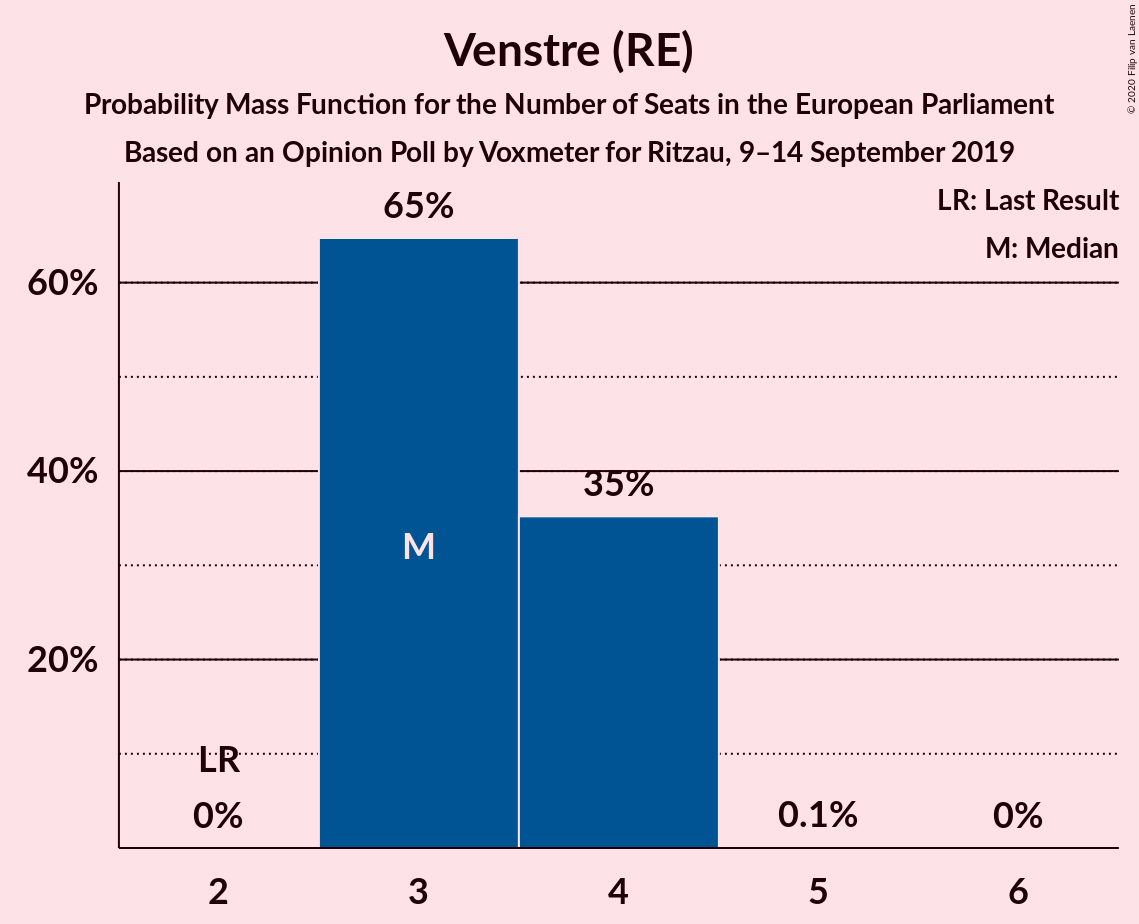 Venstre (RE)
Probability Mass Function for the Number of Seats in the European Parliament
Based on an Opinion Poll by Voxmeter for Ritzau, 9–14 September 2019
© 2020 Filip van Laenen
LR: Last Result
M: Median
65%
60%
40%
35%
M
20%
LR
0%
0.1%
0%
2 3 4 5 6